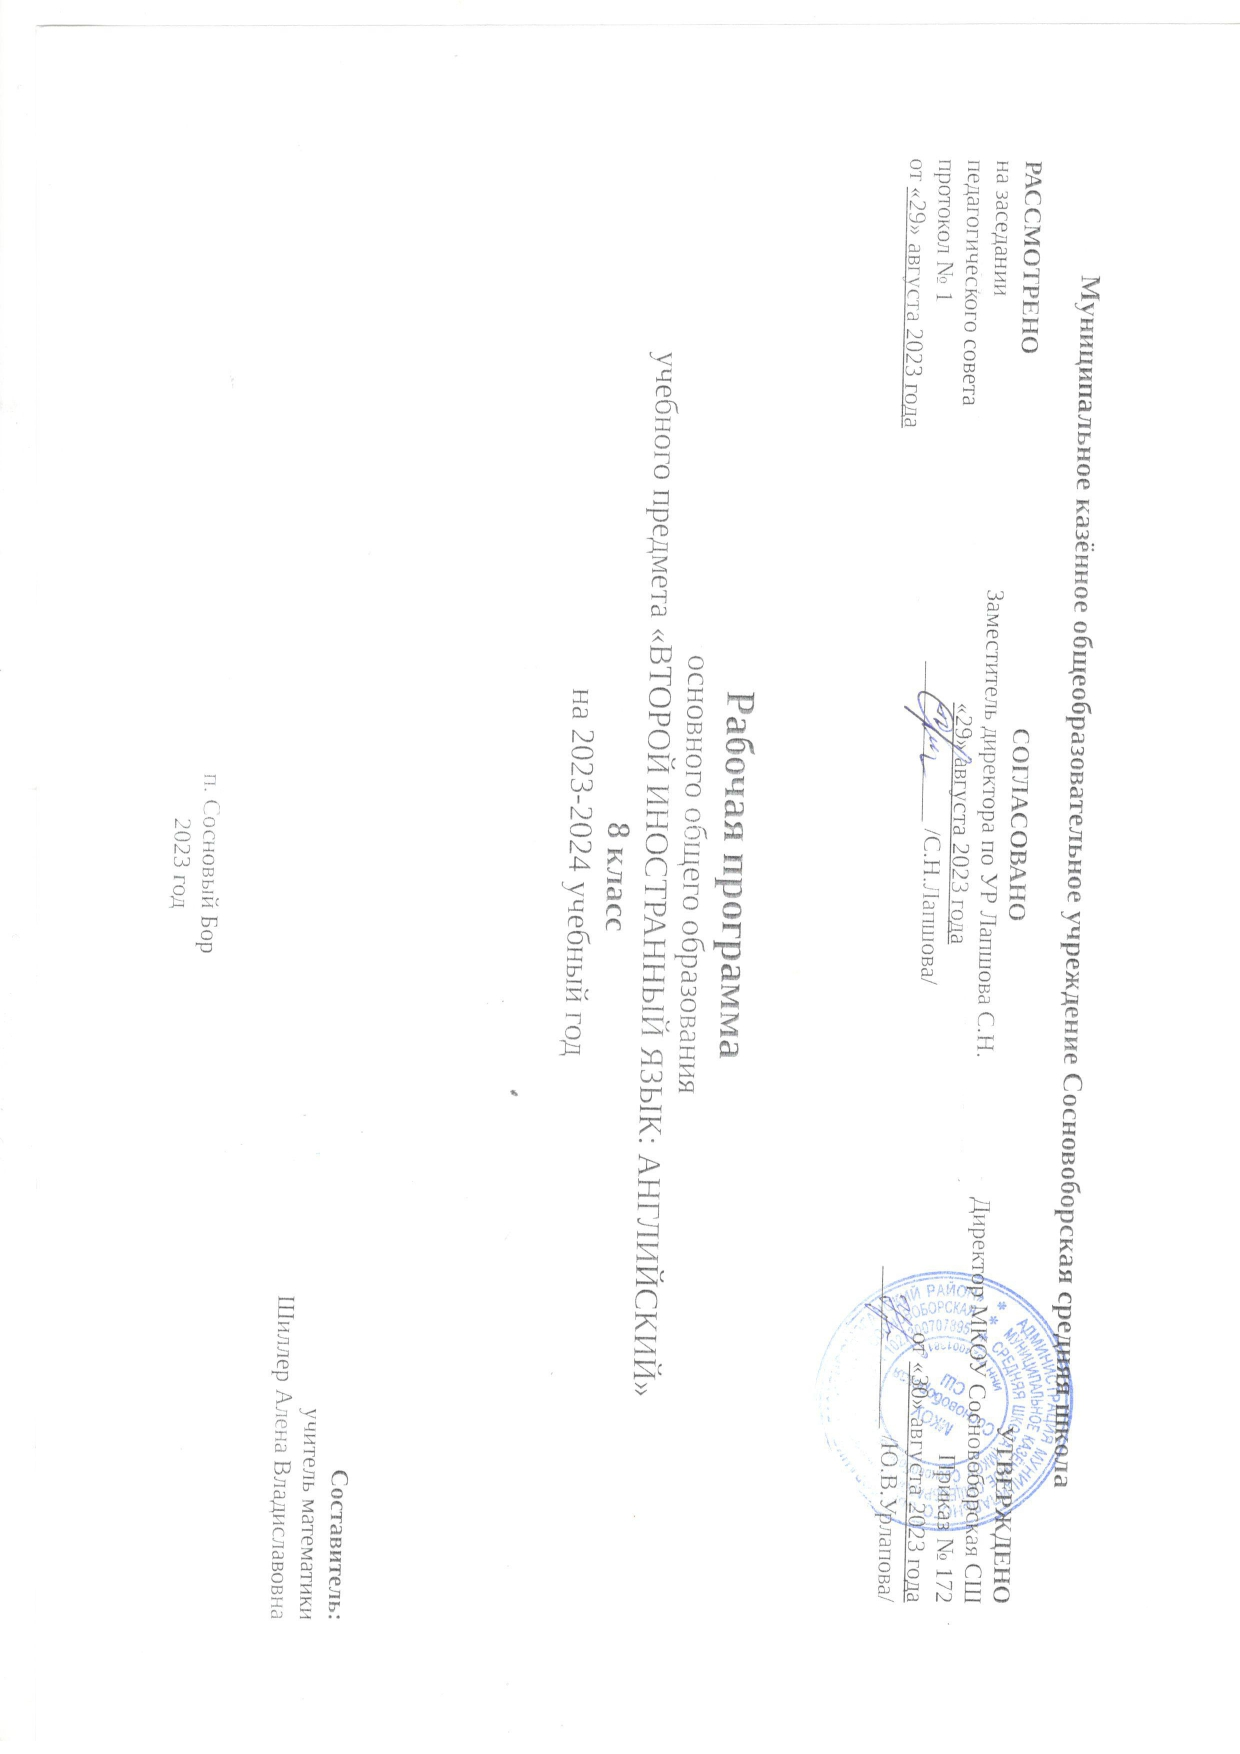 Муниципальное казённое общеобразовательное учреждение Сосновоборская средняя школа
РАССМОТРЕНО
на заседании
педагогического совета
протокол № 1
от «29» августа 2023 года
СОГЛАСОВАНО
Заместитель директора по УР Лапшова С.Н.
«29» августа 2023 года
/С.Н.Лапшова/
УТВЕРЖДЕНО
Директор МКОУ Сосновоборская СШ
Приказ № 172
от «30» августа 2023 года
/Ю.В.Урлапова/
МКОУ
Сосновоборская
СШ
Рабочая программа
основного общего образования
учебного предмета «ВТОРОЙ ИНОСТРАННЫЙ ЯЗЫК: АНГЛИЙСКИЙ»
8 класс
на 2023-2024 учебный год
Составитель:
учитель математики
Шиллер Алена Владиславовна
п. Сосновый Бор
2023 год